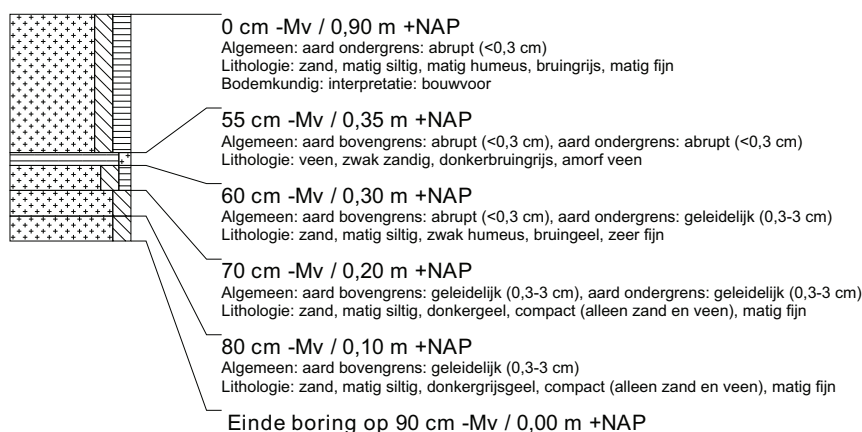 0 cm -Mv / 0,90 m +NAP
Algemeen: aard ondergrens: abrupt (<0,3 cm)
Lithologie: zand, matig siltig, matig humeus, bruingrijs, matig fijn
Bodemkundig: interpretatie: bouwvoor
55 cm -Mv / 0,35 m +NAP
Algemeen: aard bovengrens: abrupt (<0,3 cm), aard ondergrens: abrupt (<0,3 cm)
Lithologie: veen, zwak zandig, donkerbruingrijs, amorf veen
60 cm -Mv / 0,30 m +NAP
Algemeen: aard bovengrens: abrupt (<0,3 cm), aard ondergrens: geleidelijk (0,3-3 cm)
Lithologie: zand, matig siltig, zwak humeus, bruingeel, zeer fijn
70 cm -Mv / 0,20 m +NAP
Algemeen: aard bovengrens: geleidelijk (0,3-3 cm), aard ondergrens: geleidelijk (0,3-3 cm)
Lithologie: zand, matig siltig, donkergeel, compact (alleen zand en veen), matig fijn
80 cm -Mv / 0,10 m +NAP
Algemeen: aard bovengrens: geleidelijk (0,3-3 cm)
Lithologie: zand, matig siltig, donkergrijsgeel, compact (alleen zand en veen), matig fijn
Einde boring op 90 cm -Mv / 0,00 m +NAP